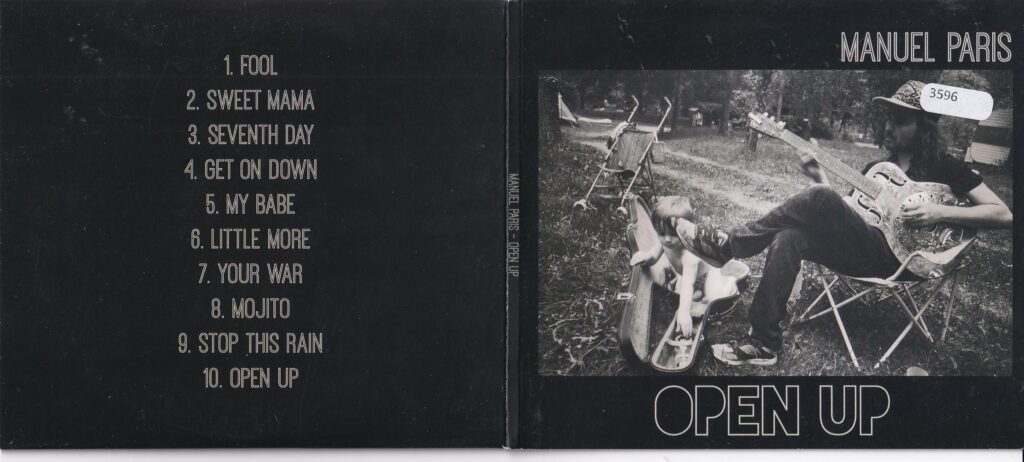 1. FOOL
2. SWEET MAMA
3. SEVENTH DAY
4. GET ON DOWN
5. MY BABE
6. LITTLE MORE
7. YOUR WAR
8. MOJITO
9. STOP THIS RAIN
10. OPEN UP
MANUEL PARIS - OPEN UP
MANUEL PARIS
3596
OPEN UP